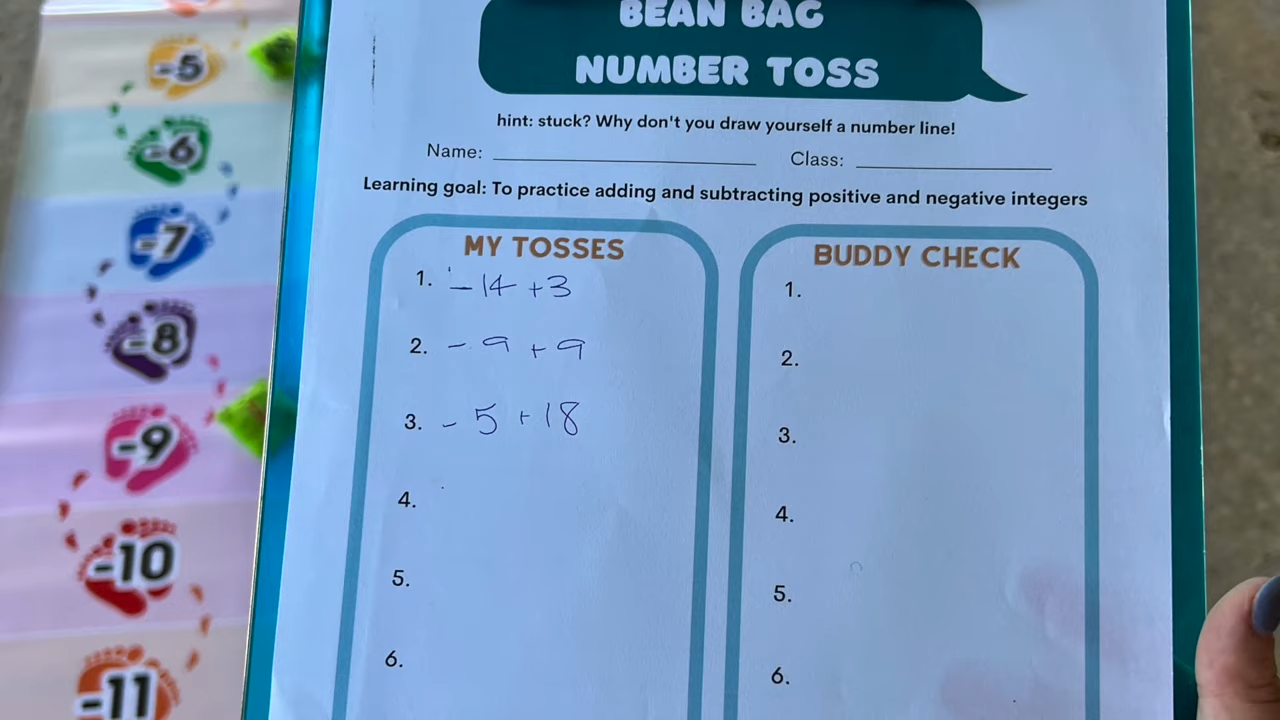 -5
-6
-7
-8
-9
-10
-11
BEAN BAG
NUMBER TOSS
hint: stuck? Why don't you draw yourself a number line!
Name: ____________ Class: ____________
Learning goal: To practice adding and subtracting positive and negative integers
MY TOSSES
1. -14 +3
2. -9 +9
3. -5 +18
4.
5.
6.
BUDDY CHECK
1.
2.
3.
4.
5.
6.